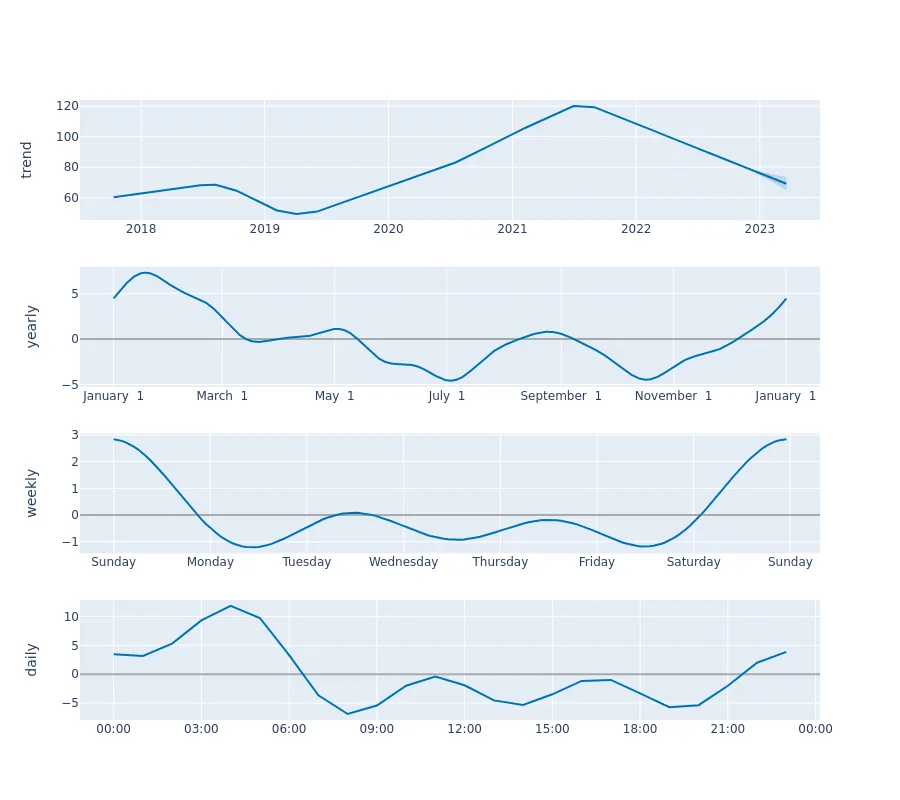 trend
120
100
80
60
2018 2019 2020 2021 2022 2023
yearly
5
0
−5
January 1 March 1 May 1 July 1 September 1 November 1 January 1
weekly
3
2
1
0
−1
Sunday Monday Tuesday Wednesday Thursday Friday Saturday Sunday
daily
10
5
0
−5
00:00 03:00 06:00 09:00 12:00 15:00 18:00 21:00 00:00